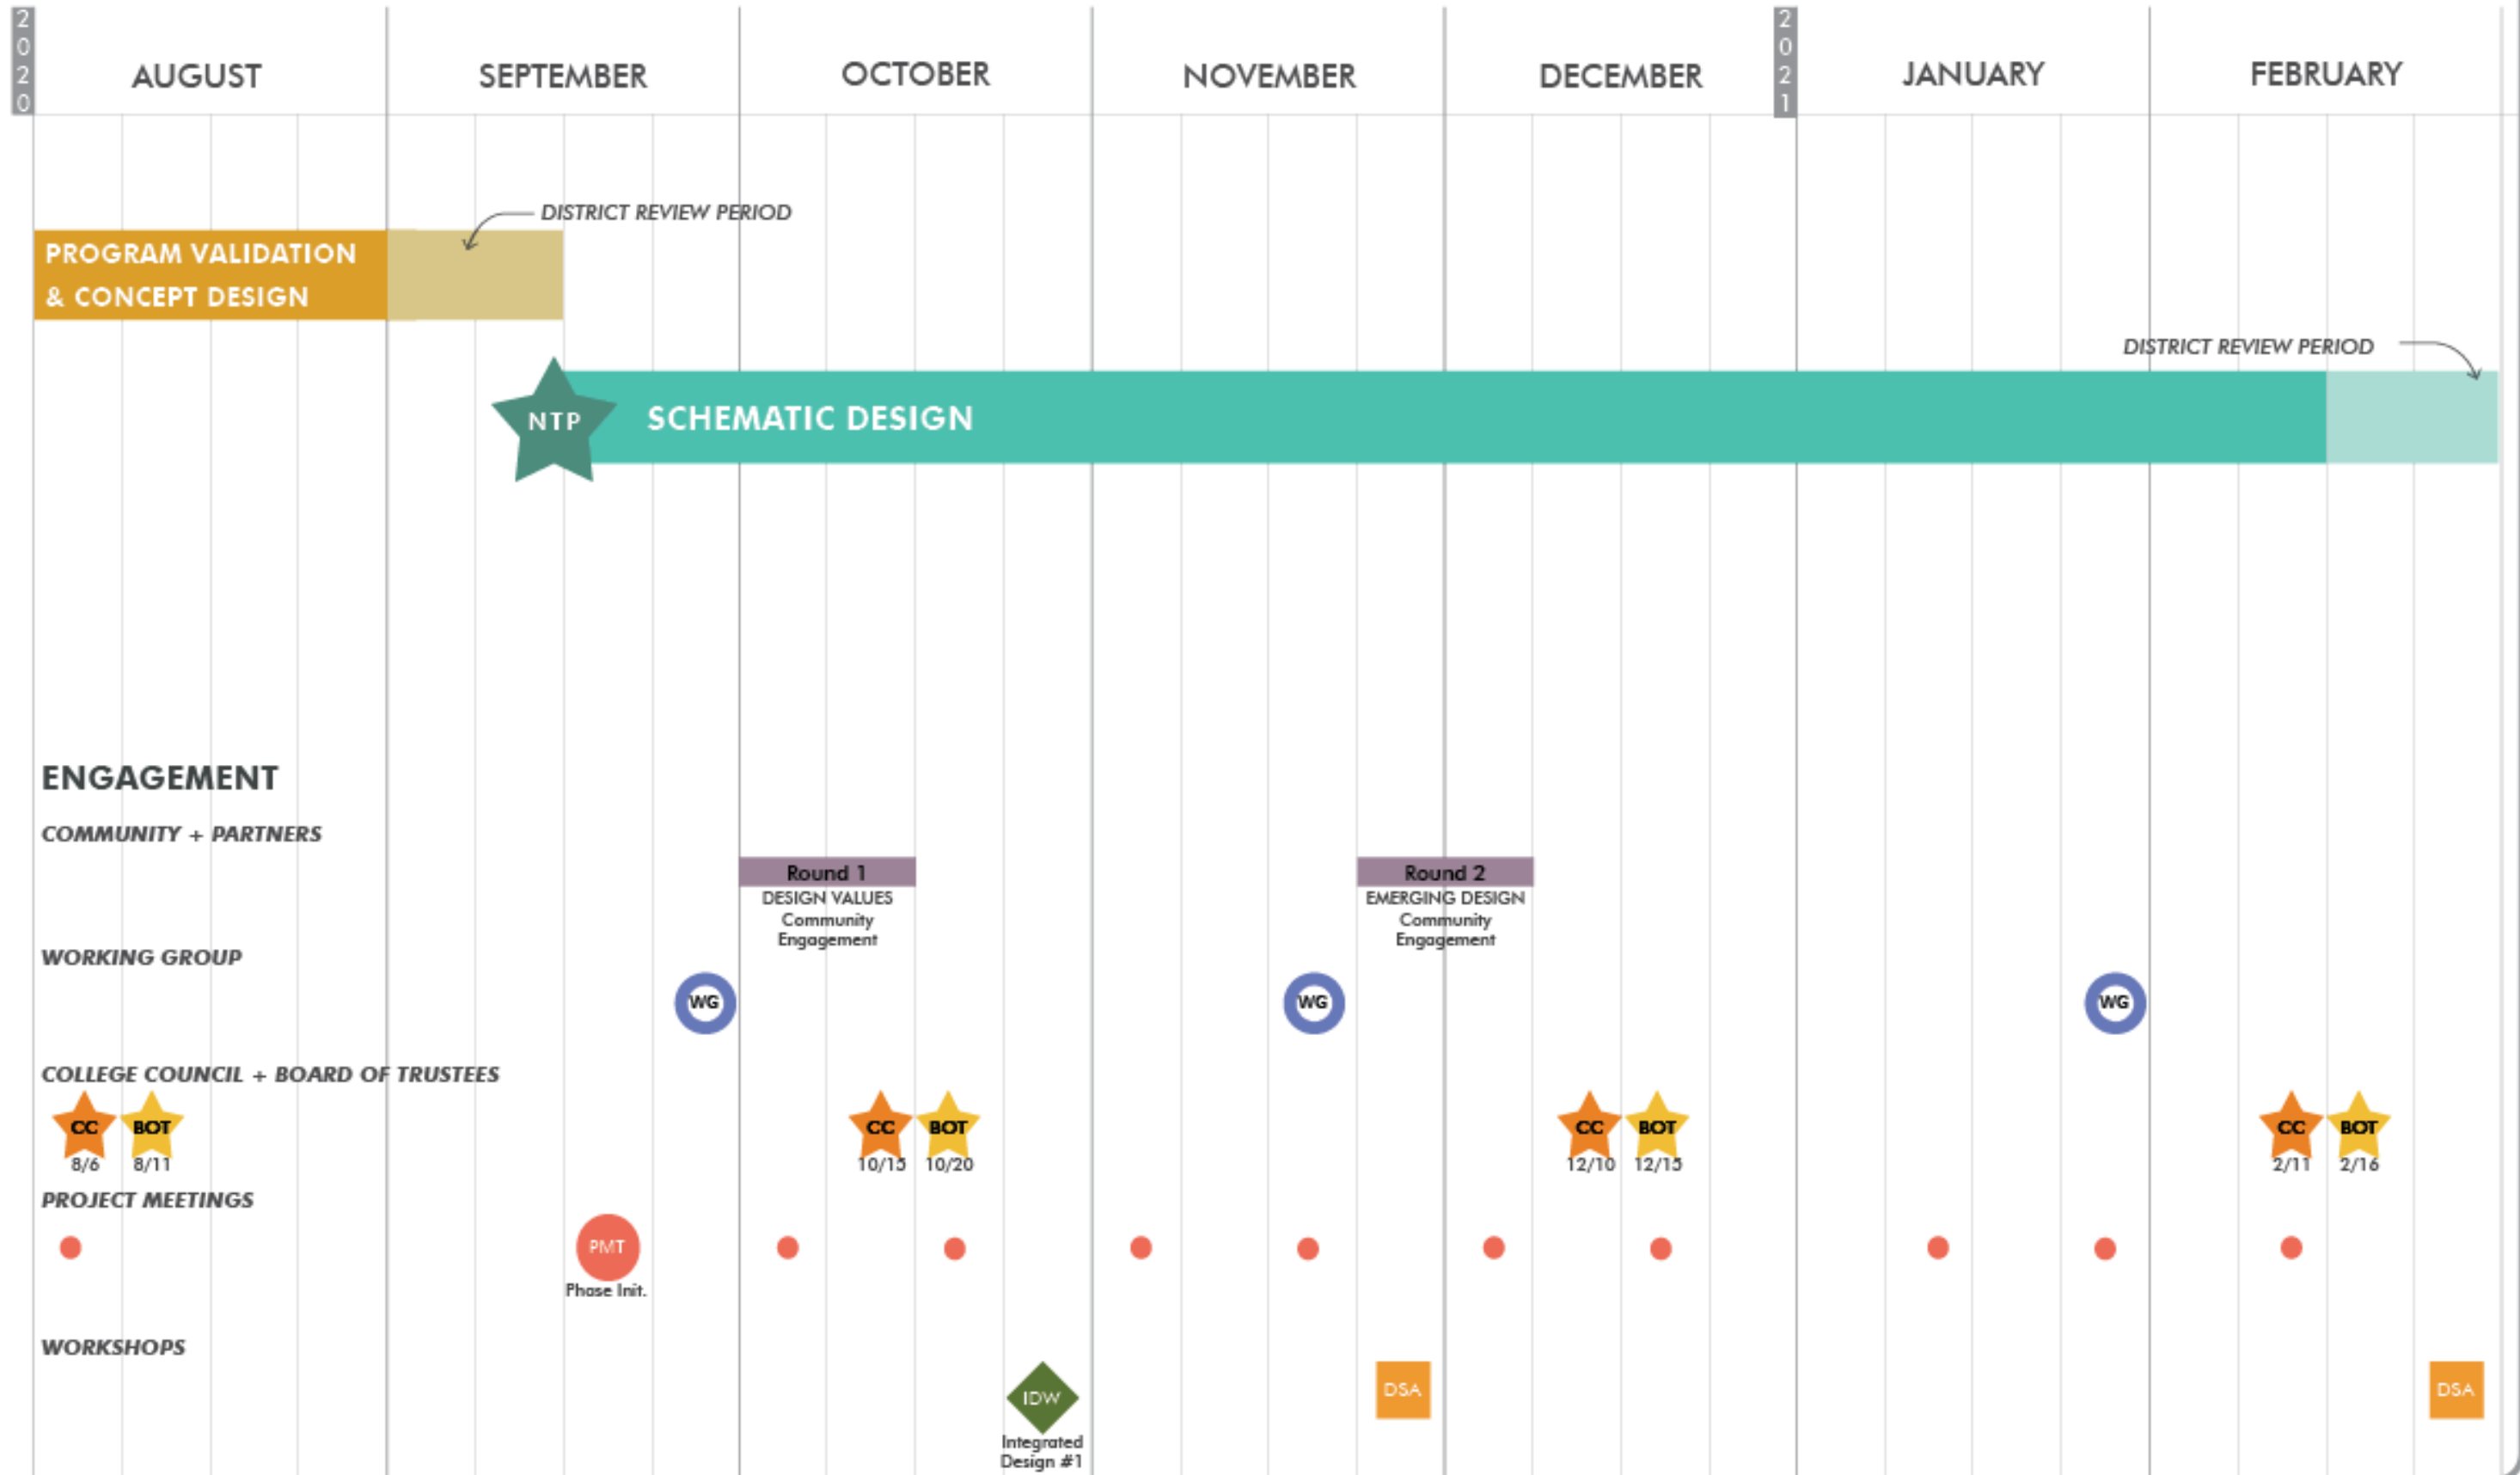 2020
AUGUST
SEPTEMBER
OCTOBER
NOVEMBER
DECEMBER
2021
JANUARY
FEBRUARY
DISTRICT REVIEW PERIOD
PROGRAM VALIDATION
& CONCEPT DESIGN
DISTRICT REVIEW PERIOD
NTP
SCHEMATIC DESIGN
ENGAGEMENT
COMMUNITY + PARTNERS
Round 1
DESIGN VALUES
Community
Engagement
Round 2
EMERGING DESIGN
Community
Engagement
WORKING GROUP
WG
WG
WG
COLLEGE COUNCIL + BOARD OF TRUSTEES
CC
8/6
BOT
8/11
CC
10/15
BOT
10/20
CC
12/10
BOT
12/15
CC
2/11
BOT
2/16
PROJECT MEETINGS
PMT
Phase Init.
WORKSHOPS
IDW
Integrated
Design #1
DSA
DSA